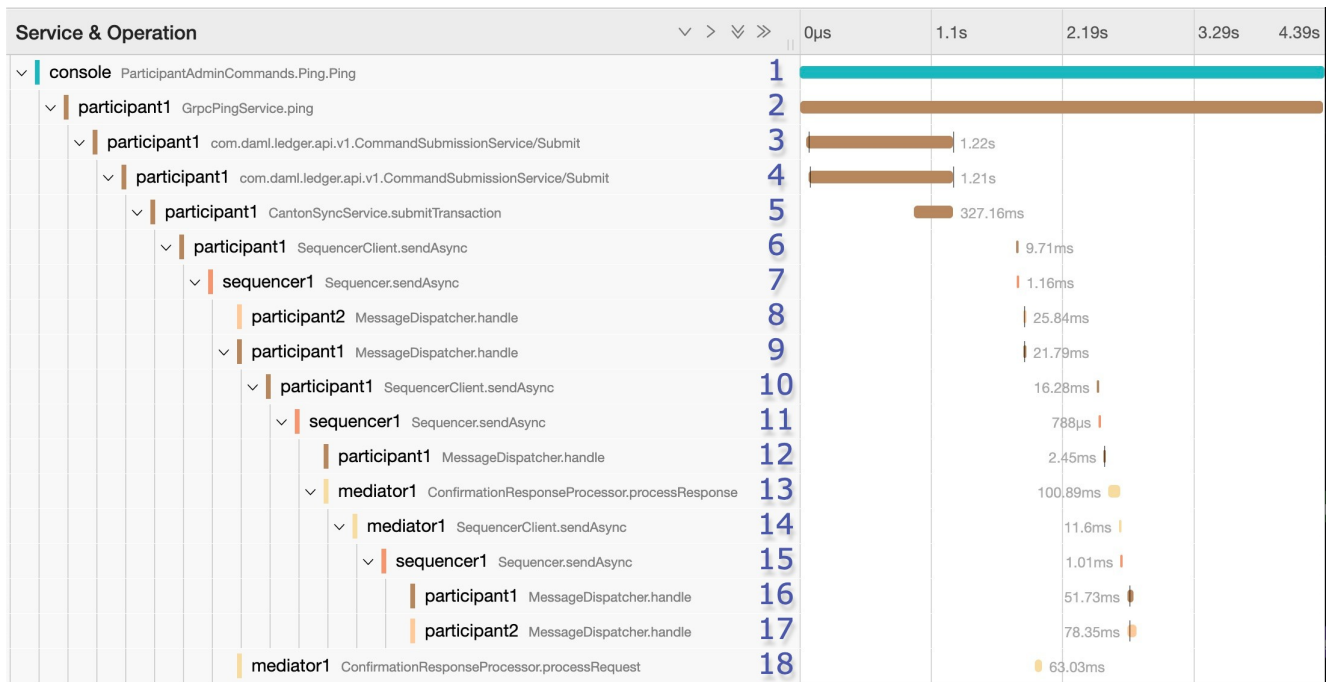 Service & Operation 0μs 1.1s 2.19s 3.29s 4.39s
console ParticipantAdminCommands.Ping.Ping 1
participant1 GrpcPingService.ping 2
participant1 com.daml.ledger.api.v1.CommandSubmissionService/Submit 3 1.22s
participant1 com.daml.ledger.api.v1.CommandSubmissionService/Submit 4 1.21s
participant1 CantonSyncService.submitTransaction 5 327.16ms
participant1 SequencerClient.sendAsync 6 9.71ms
sequencer1 Sequencer.sendAsync 7 1.16ms
participant2 MessageDispatcher.handle 8 25.84ms
participant1 MessageDispatcher.handle 9 21.79ms
participant1 SequencerClient.sendAsync 10 16.28ms
sequencer1 Sequencer.sendAsync 11 788μs
participant1 MessageDispatcher.handle 12 2.45ms
mediator1 ConfirmationResponseProcessor.processResponse 13 100.89ms
mediator1 SequencerClient.sendAsync 14 11.6ms
sequencer1 Sequencer.sendAsync 15 1.01ms
participant1 MessageDispatcher.handle 16 51.73ms
participant2 MessageDispatcher.handle 17 78.35ms
mediator1 ConfirmationResponseProcessor.processRequest 18 63.03ms